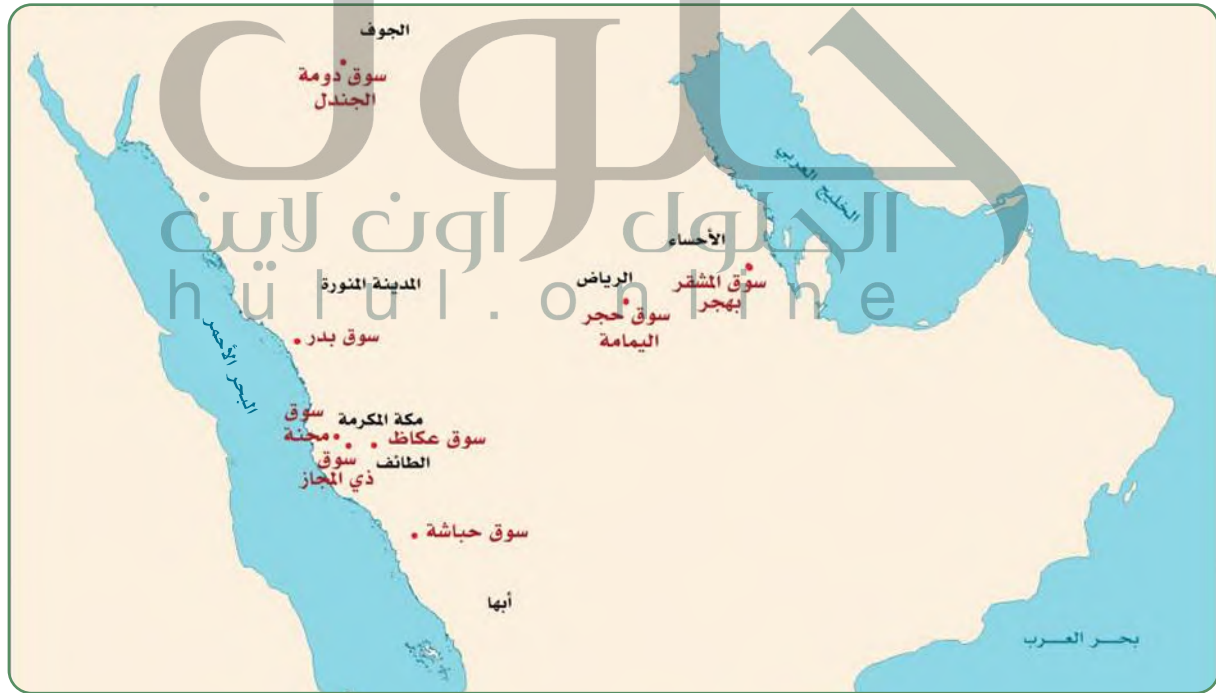 الجوف
سوق دومة
الجندل
الخليج العربي
حلول
الحلول اون لاين
hülul.online
الأحساء
سوق المشقر
بهجر
الرياض
سوق حجر
اليمامة
المدينة المنورة
سوق بدر
البحر الأحمر
مكة المكرمة
سوق
مجنة
سوق عكاظ
الطائف
سوق
ذي المجاز
سوق حباشة
أبها
بحر العرب